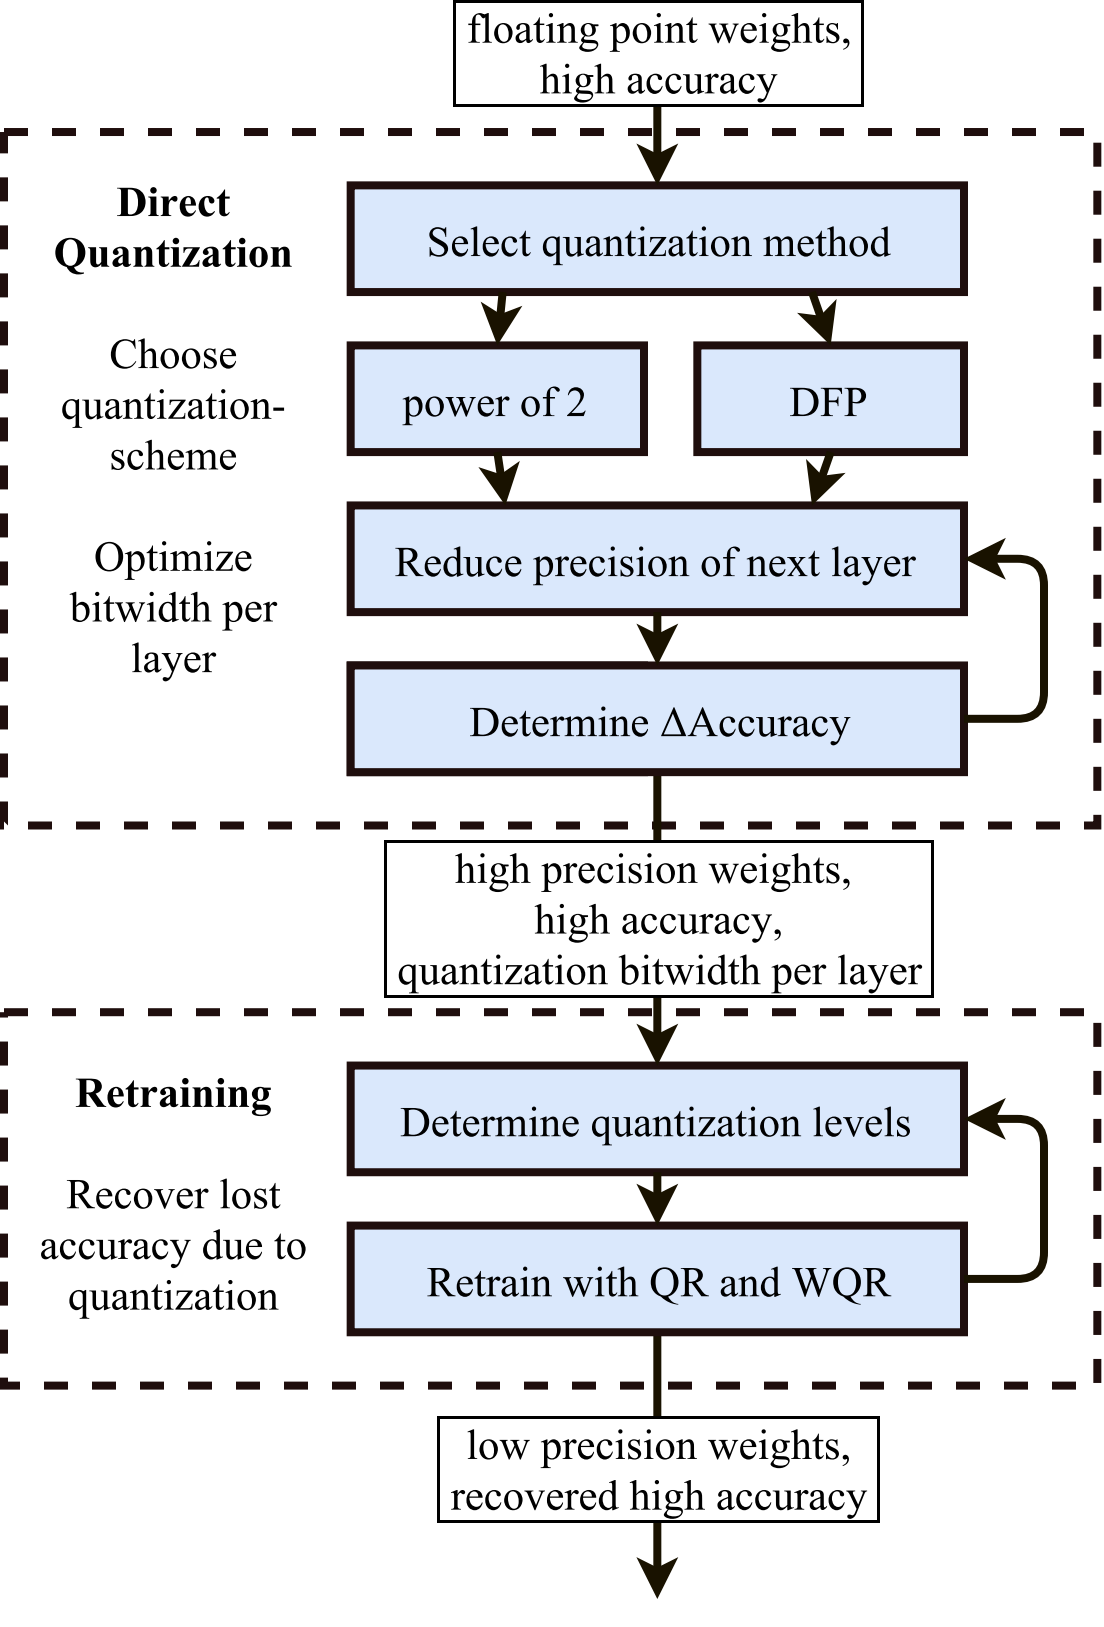 floating point weights,
high accuracy
Direct
Quantization
Select quantization method
Choose
quantization-
scheme
power of 2
DFP
Optimize
bitwidth per
layer
Reduce precision of next layer
Determine ΔAccuracy
high precision weights,
high accuracy,
quantization bitwidth per layer
Retraining
Determine quantization levels
Recover lost
accuracy due to
quantization
Retrain with QR and WQR
low precision weights,
recovered high accuracy